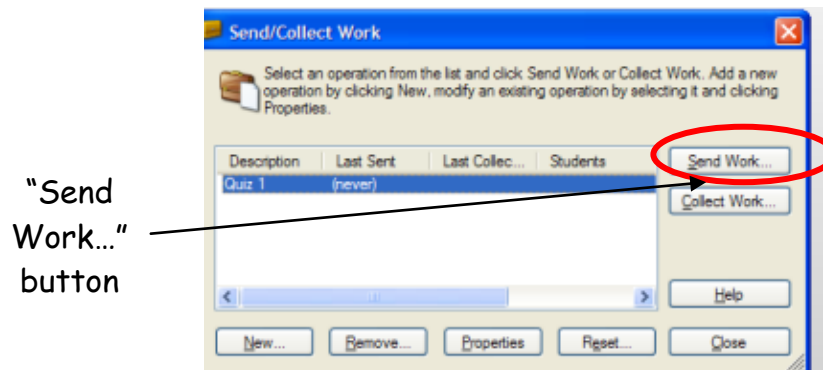 Send/Collect Work
Select an operation from the list and click Send Work or Collect Work. Add a new
operation by clicking New, modify an existing operation by selecting it and clicking
Properties.
Description Last Sent Last Collec... Students
Quiz 1 (never)
Send Work...
Collect Work...
Help
New... Remove... Properties Reset... Close
“Send
Work…”
button